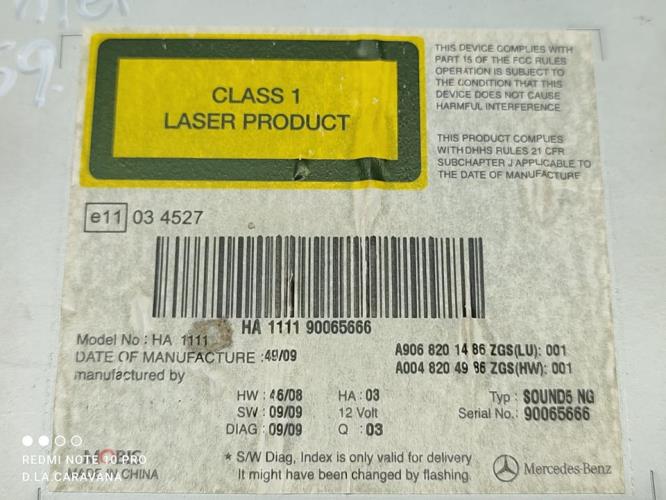 CLASS 1
LASER PRODUCT
THIS DEVICE COMPLIES WITH
PART 15 OF THE FCC RULES
OPERATION IS SUBJECT TO
THE CONDITION THAT THIS
DEVICE DOES NOT CAUSE
HARMFUL INTERFERENCE.
THIS PRODUCT COMPLIES
WITH DHHS RULES 21 CFR
SUBCHAPTER J APPLICABLE TO
THE DATE OF MANUFACTURE
e11 03 4527
HA 1111 90065666
Model No : HA 1111
DATE OF MANUFACTURE : 49/09
manufactured by
A906 820 14 86 ZGS(LU): 001
A004 820 49 86 ZGS(HW): 001
HW : 46/08 HA : 03
SW : 09/09 12 Volt
DIAG : 09/09 Q : 03
Typ : SOUND5 NG
Serial No.: 90065666
MADE IN CHINA
* S/W Diag, Index is only valid for delivery
It might have been changed by flashing.
Mercedes-Benz
REDMI NOTE 10 PRO
D.LA.CARAVANA
59.